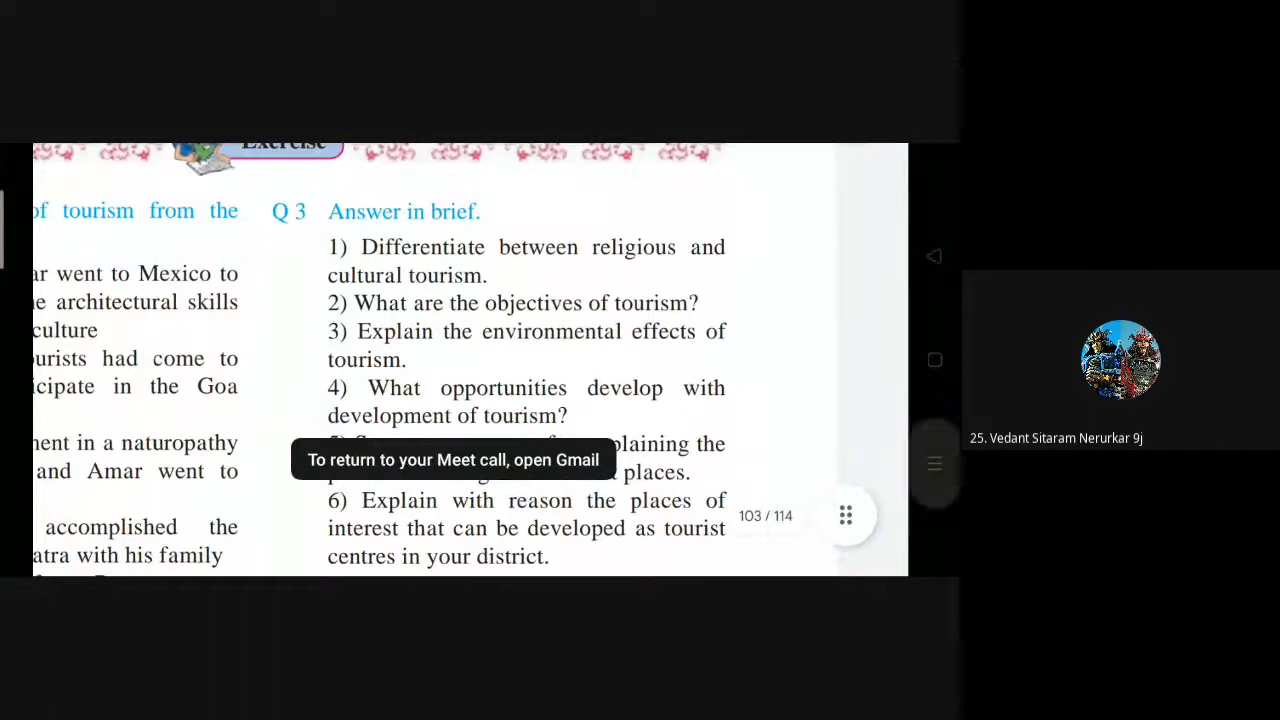 Exercise
of tourism from the
ar went to Mexico to
e architectural skills
culture
ourists had come to
icipate in the Goa
ment in a naturopathy
and Amar went to
accomplished the
atra with his family
Q 3 Answer in brief.
1) Differentiate between religious and
cultural tourism.
2) What are the objectives of tourism?
3) Explain the environmental effects of
tourism.
4) What opportunities develop with
development of tourism?
5) plaining the
places.
To return to your Meet call, open Gmail
6) Explain with reason the places of
interest that can be developed as tourist
centres in your district.
103 / 114
25. Vedant Sitaram Nerurkar 9j